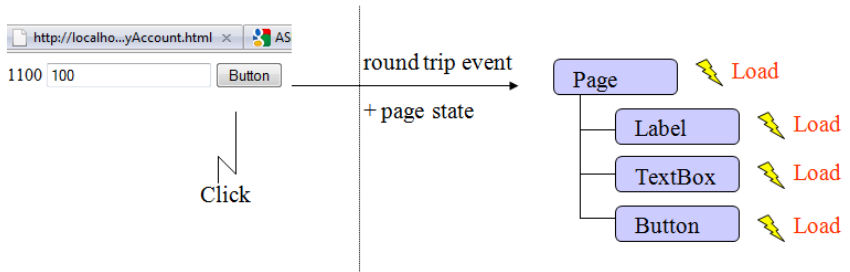 http://localho...yAccount.html × AS
1100 100 Button
Click
round trip event
+ page state
Page Load
Label Load
TextBox Load
Button Load